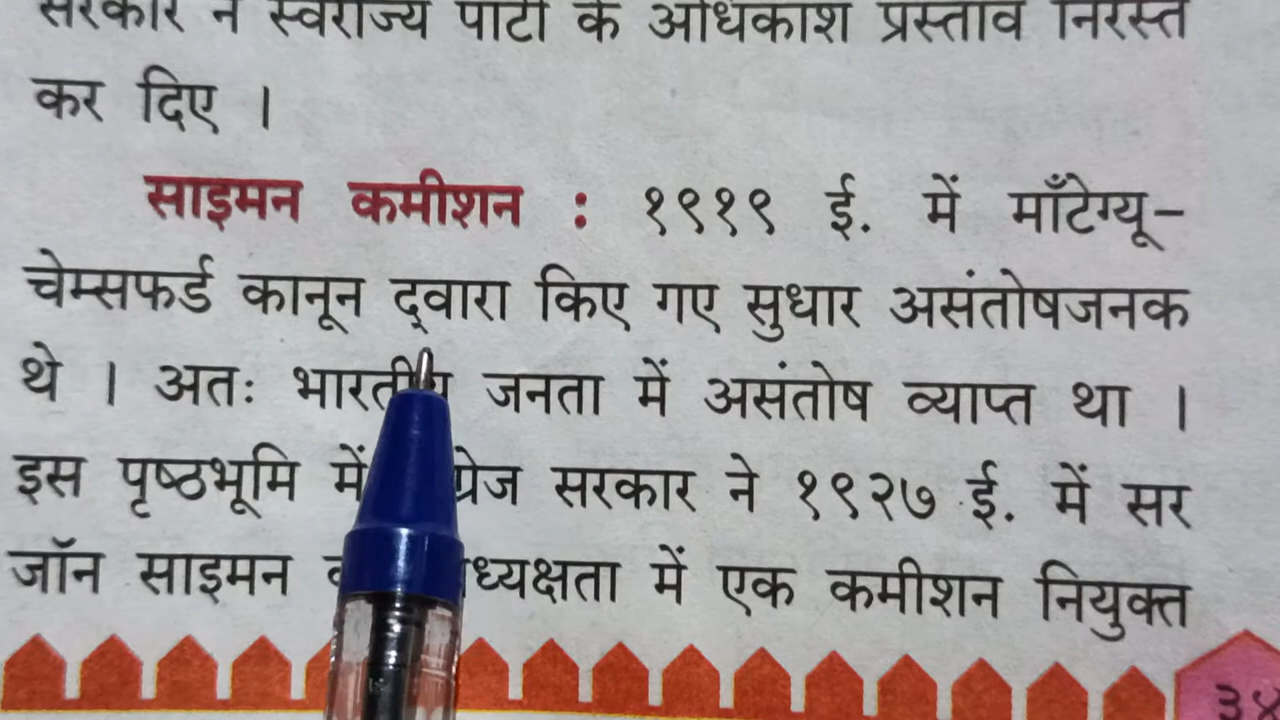 सरकार ने स्वराज्य पार्टी के अधिकांश प्रस्ताव निरस्त
कर दिए ।
साइमन कमीशन : १९१९ ई. में माँटेग्यू-
चेम्सफर्ड कानून द्‌वारा किए गए सुधार असंतोषजनक
थे । अतः भारतीय जनता में असंतोष व्याप्त था ।
इस पृष्ठभूमि में सरकार ने १९२७ ई. में सर
जॉन साइमन में एक कमीशन नियुक्त